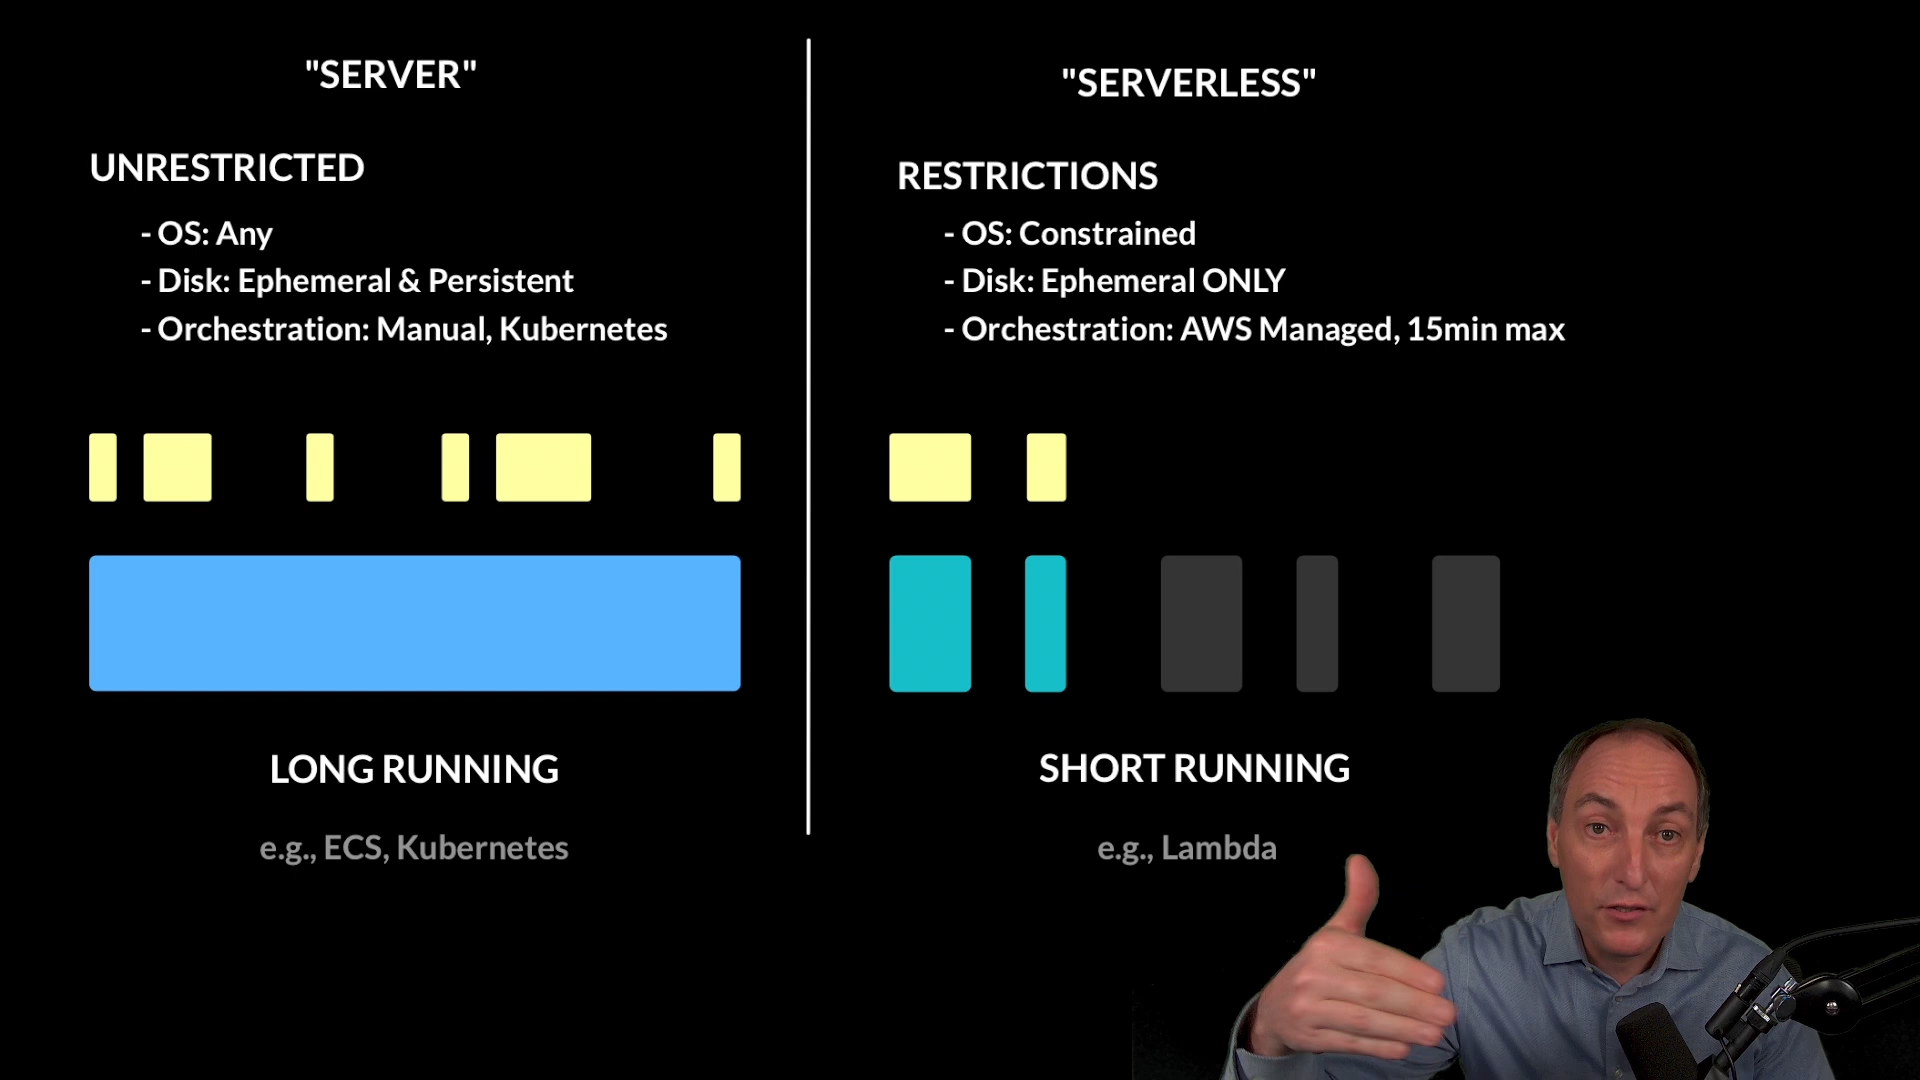 "SERVER"
UNRESTRICTED
- OS: Any
- Disk: Ephemeral & Persistent
- Orchestration: Manual, Kubernetes
LONG RUNNING
e.g., ECS, Kubernetes
"SERVERLESS"
RESTRICTIONS
- OS: Constrained
- Disk: Ephemeral ONLY
- Orchestration: AWS Managed, 15min max
SHORT RUNNING
e.g., Lambda